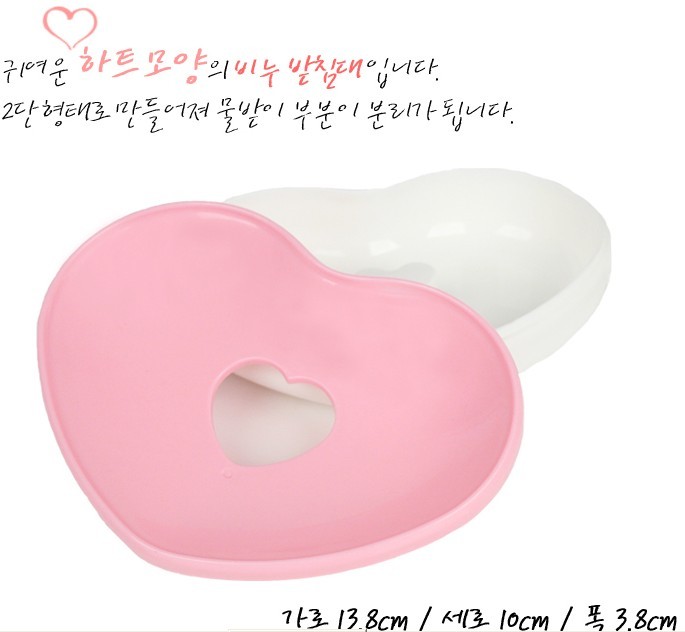 귀여운 하트모양의 비누 받침대입니다.
2단형태로 만들어져 물받이 부분이 분리가 됩니다.
가로 13.8cm / 세로 10cm / 폭 3.8cm